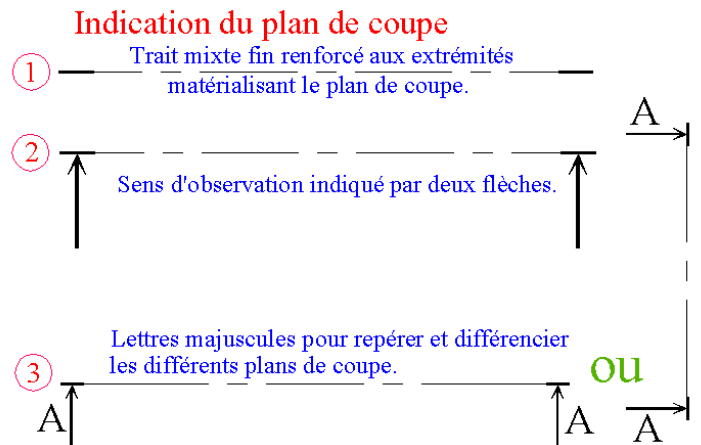 Indication du plan de coupe
1
Trait mixte fin renforcé aux extrémités
matérialisant le plan de coupe.
A
2
Sens d'observation indiqué par deux flèches.
Lettres majuscules pour repérer et différencier
les différents plans de coupe.
3
ou
A
A
A